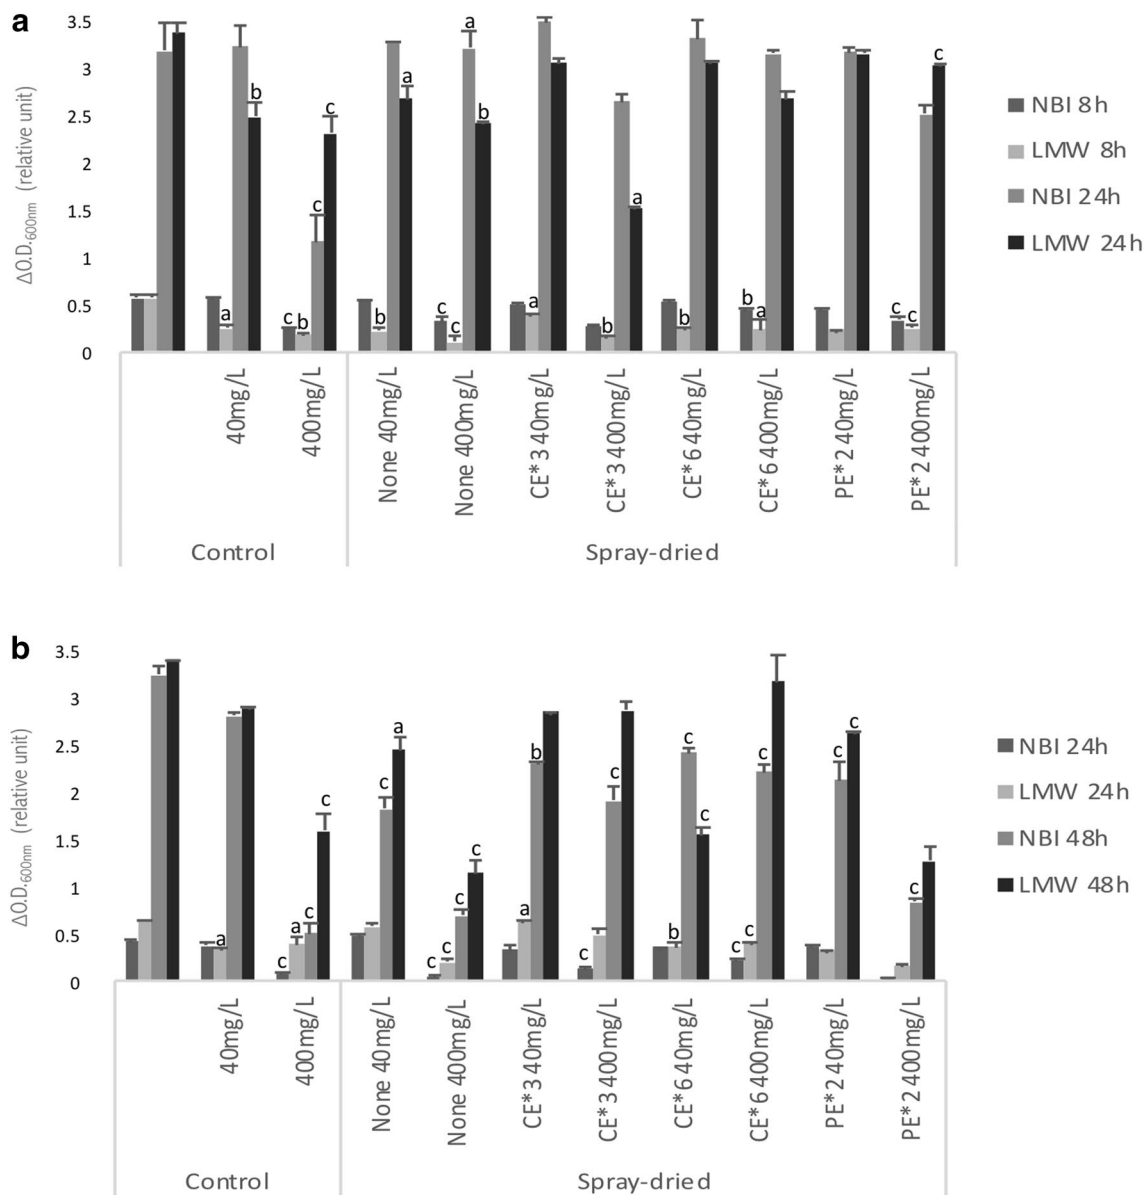 a
ΔO.D.600nm (relative unit)
3.5
3
2.5
2
1.5
1
0.5
0
a
b
c
b
c
c
b
a
c
c
a
b
a
b
b
a
b
b
a
c
c
c
NBI 8h
LMW 8h
NBI 24h
LMW 24h
40mg/L
400mg/L
None 40mg/L
None 400mg/L
CE*3 40mg/L
CE*3 400mg/L
CE*6 40mg/L
CE*6 400mg/L
PE*2 40mg/L
PE*2 400mg/L
Control
Spray-dried
b
ΔO.D.600nm (relative unit)
3.5
3
2.5
2
1.5
1
0.5
0
a
c
a
c
c
c
a
c
c
c
c
a
b
c
c
b
c
c
c
c
c
c
c
c
NBI 24h
LMW 24h
NBI 48h
LMW 48h
40mg/L
400mg/L
None 40mg/L
None 400mg/L
CE*3 40mg/L
CE*3 400mg/L
CE*6 40mg/L
CE*6 400mg/L
PE*2 40mg/L
PE*2 400mg/L
Control
Spray-dried